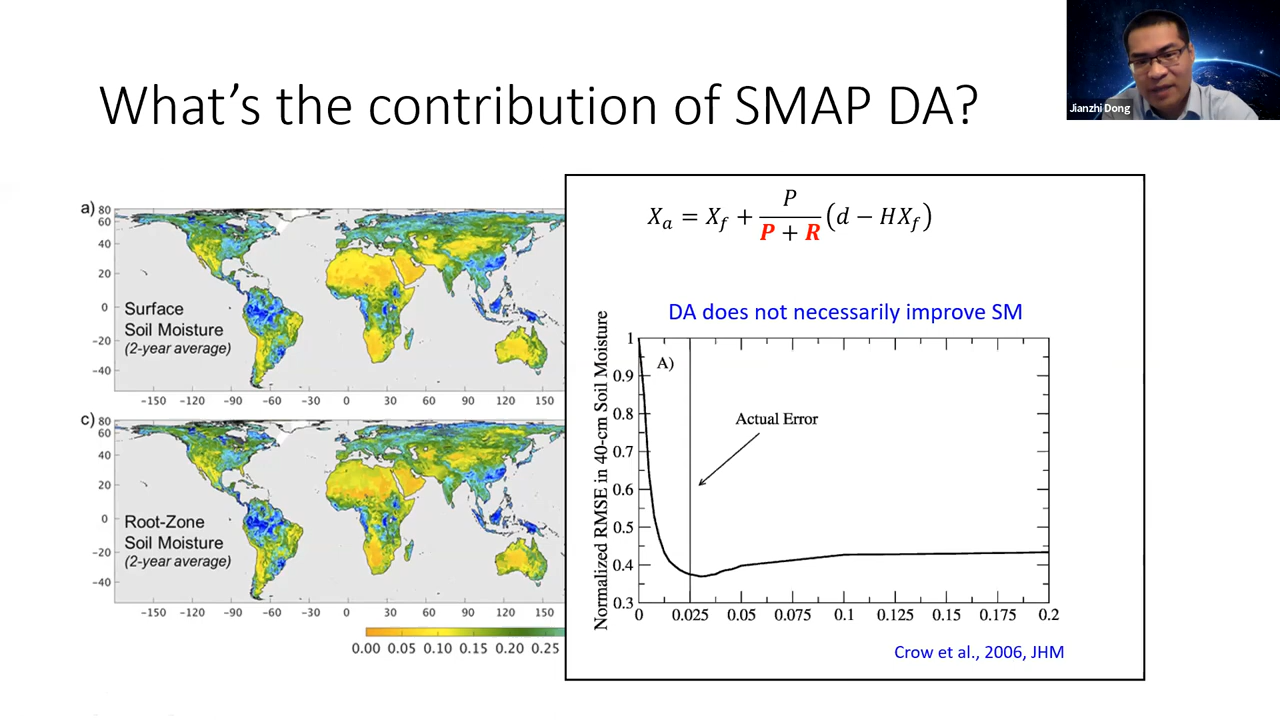 What's the contribution of SMAP DA?
Jianzhi Dong
a)
80
60
40
20
0
−20
−40
Surface
Soil Moisture
(2-year average)
−150 −120 −90 −60 −30 0 30 60 90 120 150
c)
80
60
40
20
0
−20
−40
Root-Zone
Soil Moisture
(2-year average)
−150 −120 −90 −60 −30 0 30 60 90 120 150
0.00 0.05 0.10 0.15 0.20 0.25
X_a = X_f + P / (P + R) (d − HX_f)
DA does not necessarily improve SM
Normalized RMSE in 40-cm Soil Moisture
1
0.9
0.8
0.7
0.6
0.5
0.4
0.3
A)
Actual Error
0 0.025 0.05 0.075 0.1 0.125 0.15 0.175 0.2
Crow et al., 2006, JHM